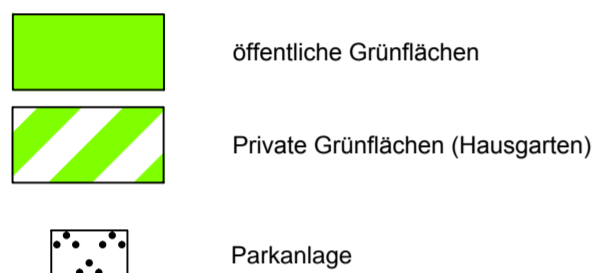 öffentliche Grünflächen
Private Grünflächen (Hausgarten)
Parkanlage